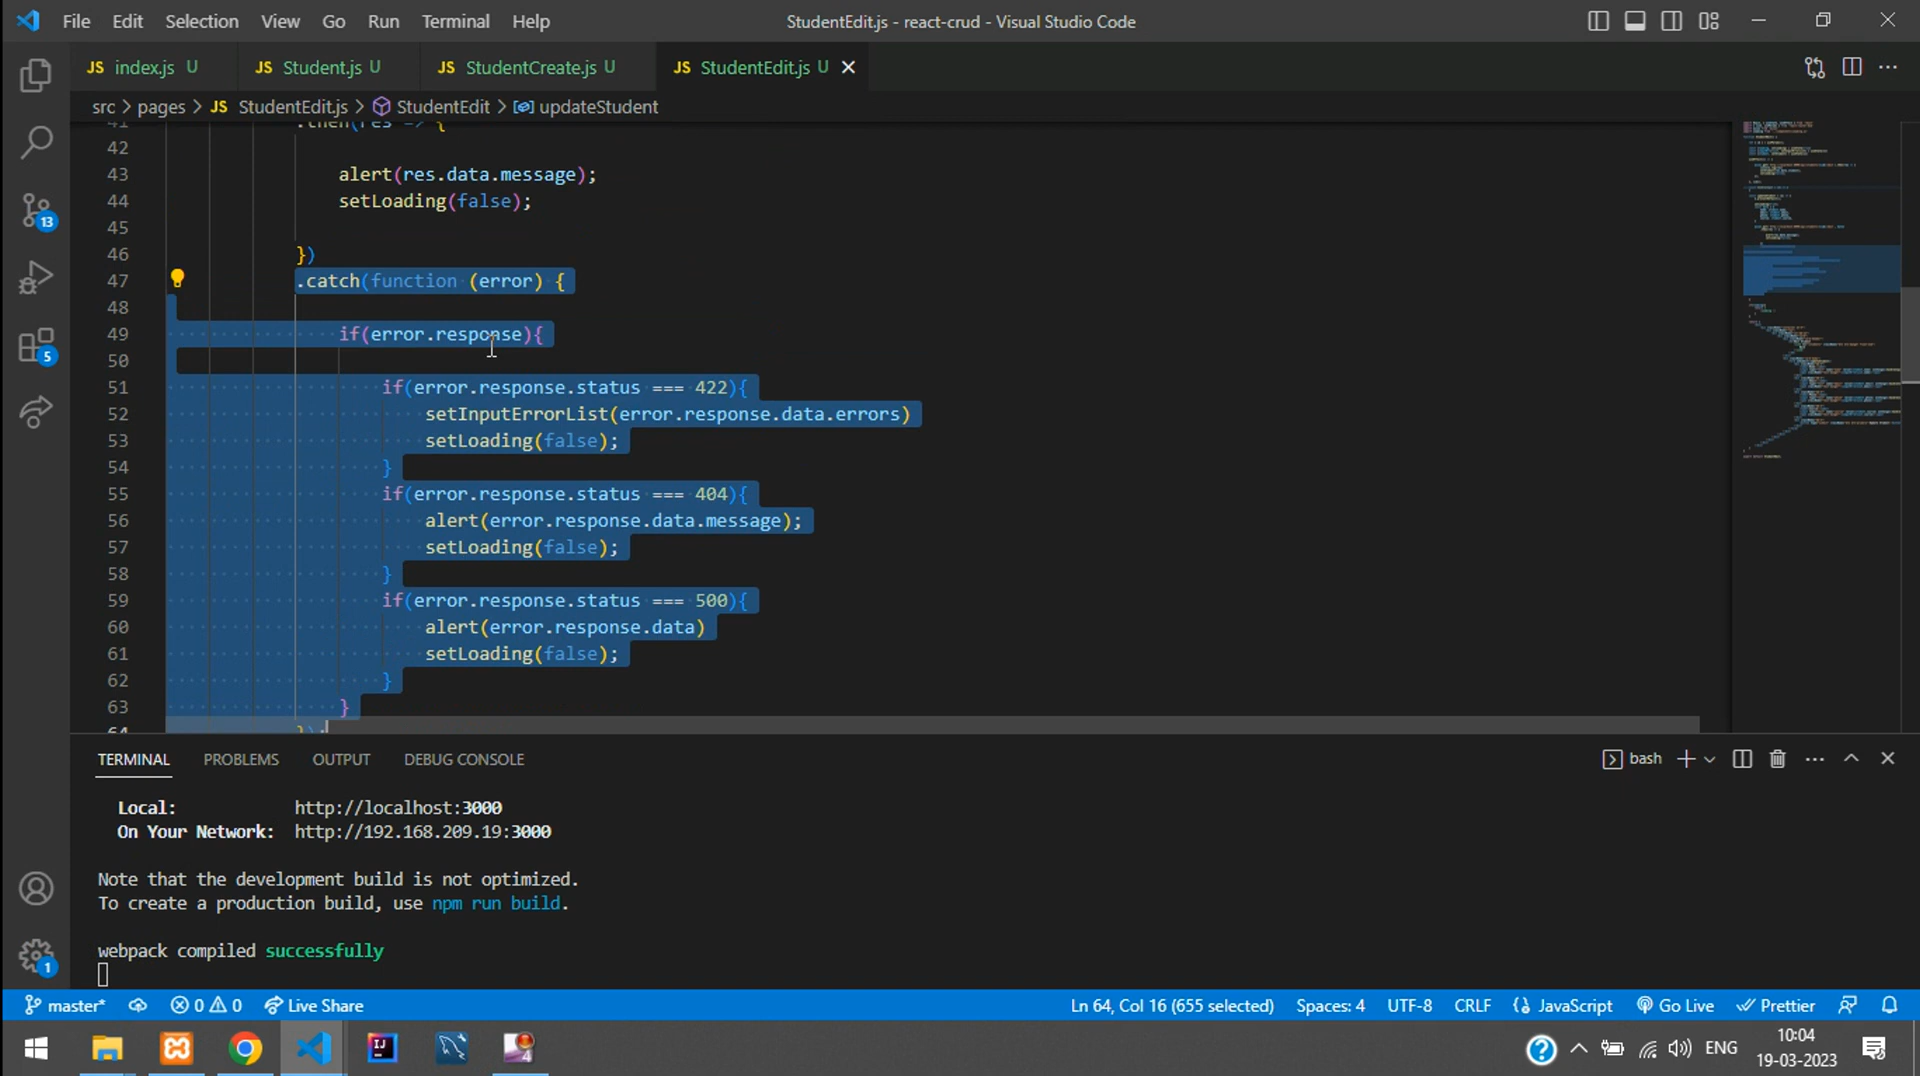 File Edit Selection View Go Run Terminal Help StudentEdit.js - react-crud - Visual Studio Code
JS index.js U JS Student.js U JS StudentCreate.js U JS StudentEdit.js U
src > pages > JS StudentEdit.js > StudentEdit > updateStudent
41 .then(res => {
42
43 alert(res.data.message);
44 setLoading(false);
45
46 })
47 .catch(function (error) {
48
49 if(error.response){
50
51 if(error.response.status === 422){
52 setInputErrorList(error.response.data.errors)
53 setLoading(false);
54 }
55 if(error.response.status === 404){
56 alert(error.response.data.message);
57 setLoading(false);
58 }
59 if(error.response.status === 500){
60 alert(error.response.data)
61 setLoading(false);
62 }
63 }
64 });
13
5
1
TERMINAL PROBLEMS OUTPUT DEBUG CONSOLE bash
Local: http://localhost:3000
On Your Network: http://192.168.209.19:3000
Note that the development build is not optimized.
To create a production build, use npm run build.
webpack compiled successfully
master* 0 0 Live Share Ln 64, Col 16 (655 selected) Spaces: 4 UTF-8 CRLF {} JavaScript Go Live Prettier
ENG 10:04
19-03-2023